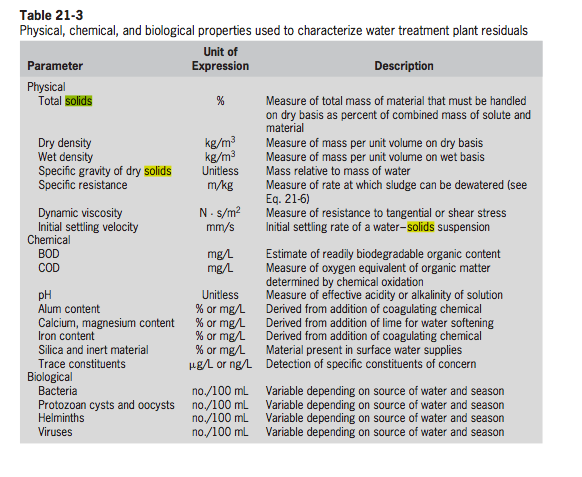 Table 21-3
Physical, chemical, and biological properties used to characterize water treatment plant residuals
Unit of
Parameter Expression Description
Physical
Total solids % Measure of total mass of material that must be handled
on dry basis as percent of combined mass of solute and
material
Dry density kg/m³ Measure of mass per unit volume on dry basis
Wet density kg/m³ Measure of mass per unit volume on wet basis
Specific gravity of dry solids Unitless Mass relative to mass of water
Specific resistance m/kg Measure of rate at which sludge can be dewatered (see
Eq. 21-6)
Dynamic viscosity N · s/m² Measure of resistance to tangential or shear stress
Initial settling velocity mm/s Initial settling rate of a water–solids suspension
Chemical
BOD mg/L Estimate of readily biodegradable organic content
COD mg/L Measure of oxygen equivalent of organic matter
determined by chemical oxidation
pH Unitless Measure of effective acidity or alkalinity of solution
Alum content % or mg/L Derived from addition of coagulating chemical
Calcium, magnesium content % or mg/L Derived from addition of lime for water softening
Iron content % or mg/L Derived from addition of coagulating chemical
Silica and inert material % or mg/L Material present in surface water supplies
Trace constituents μg/L or ng/L Detection of specific constituents of concern
Biological
Bacteria no./100 mL Variable depending on source of water and season
Protozoan cysts and oocysts no./100 mL Variable depending on source of water and season
Helminths no./100 mL Variable depending on source of water and season
Viruses no./100 mL Variable depending on source of water and season